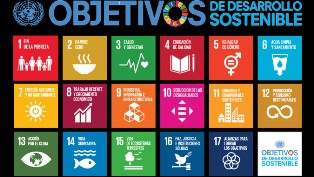 OBJETIVOS
DE DESARROLLO
SOSTENIBLE
1 FIN
DE LA POBREZA
2 HAMBRE
CERO
3 SALUD
Y BIENESTAR
4 EDUCACIÓN
DE CALIDAD
5 IGUALDAD
DE GÉNERO
6 AGUA LIMPIA
Y SANEAMIENTO
7 ENERGÍA ASEQUIBLE
Y NO CONTAMINANTE
8 TRABAJO DECENTE
Y CRECIMIENTO
ECONÓMICO
9 INDUSTRIA,
INNOVACIÓN E
INFRAESTRUCTURA
10 REDUCCIÓN DE LAS
DESIGUALDADES
11 CIUDADES Y
COMUNIDADES
SOSTENIBLES
12 PRODUCCIÓN
Y CONSUMO
RESPONSABLES
13 ACCIÓN
POR EL CLIMA
14 VIDA
SUBMARINA
15 VIDA
DE ECOSISTEMAS
TERRESTRES
16 PAZ, JUSTICIA
E INSTITUCIONES
SÓLIDAS
17 ALIANZAS PARA
LOGRAR
LOS OBJETIVOS
OBJETIVOS
DE DESARROLLO
SOSTENIBLE